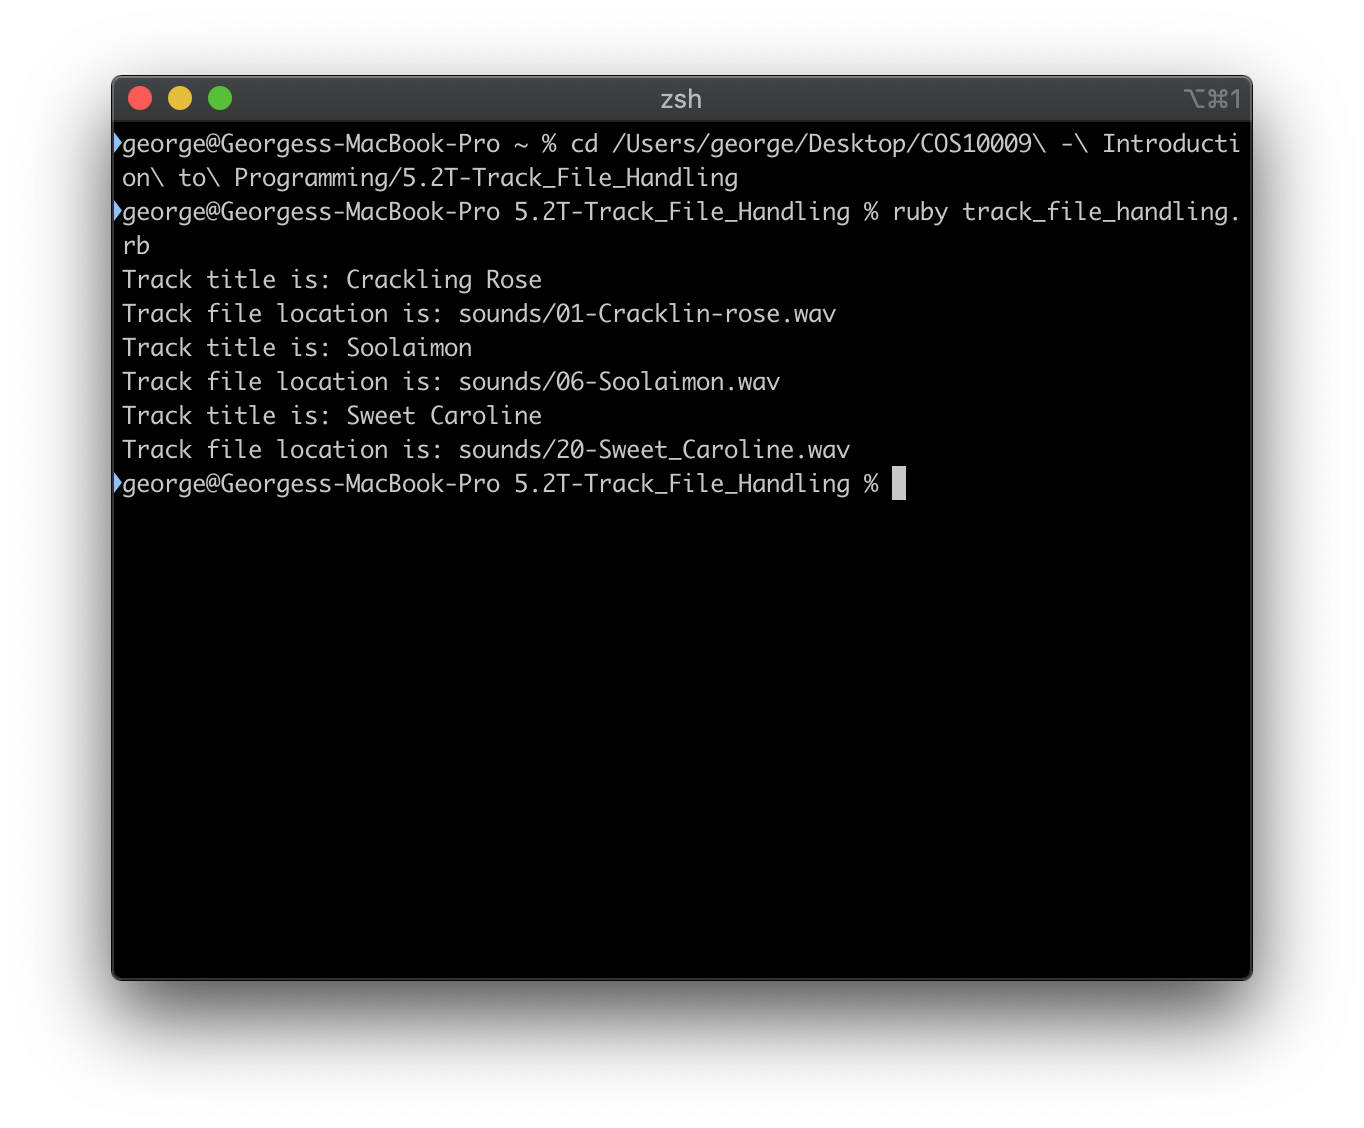 zsh
⌥⌘1
george@Georgess-MacBook-Pro ~ % cd /Users/george/Desktop/COS10009\ -\ Introducti
on\ to\ Programming/5.2T-Track_File_Handling
george@Georgess-MacBook-Pro 5.2T-Track_File_Handling % ruby track_file_handling.
rb
Track title is: Crackling Rose
Track file location is: sounds/01-Cracklin-rose.wav
Track title is: Soolaimon
Track file location is: sounds/06-Soolaimon.wav
Track title is: Sweet Caroline
Track file location is: sounds/20-Sweet_Caroline.wav
george@Georgess-MacBook-Pro 5.2T-Track_File_Handling %